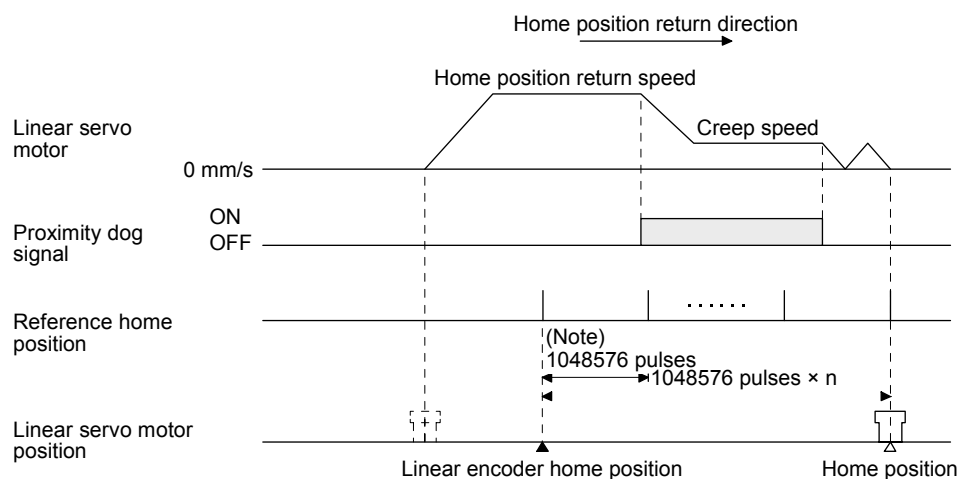 Home position return direction
Home position return speed
Linear servo
motor
Creep speed
0 mm/s
Proximity dog
signal
ON
OFF
Reference home
position
......
(Note)
1048576 pulses
1048576 pulses × n
Linear servo motor
position
Linear encoder home position
Home position